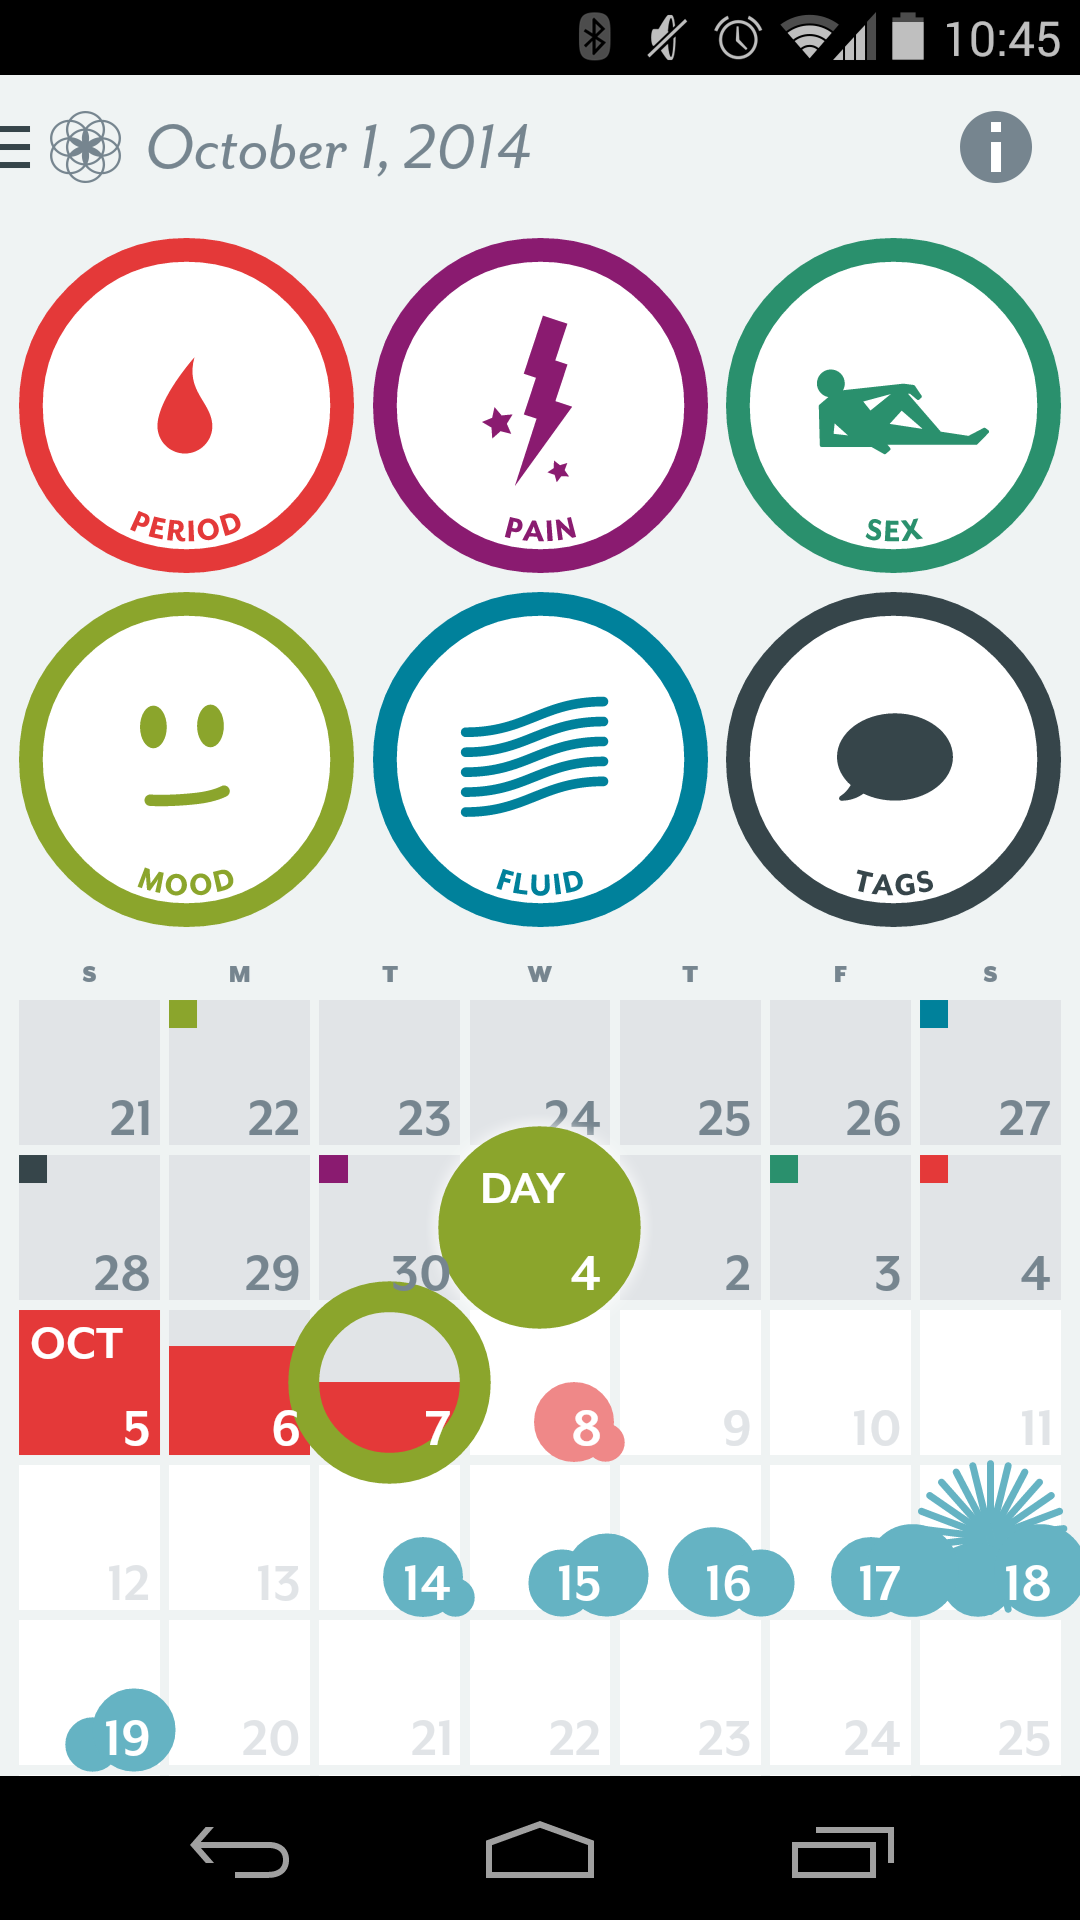 10:45
October 1, 2014
PERIOD PAIN SEX
MOOD FLUID TAGS
S M T W T F S
21 22 23 24 25 26 27
DAY
28 29 30 4 2 3 4
OCT
5 6 7 8 9 10 11
12 13 14 15 16 17 18
19 20 21 22 23 24 25